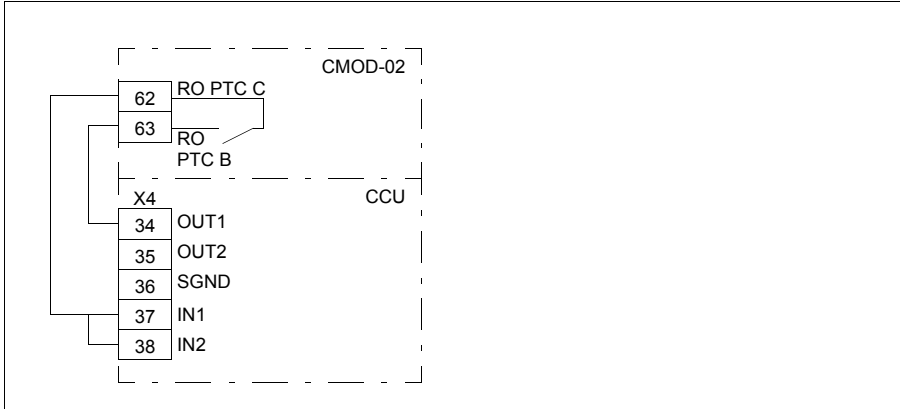 CMOD-02
62 RO PTC C
63 RO
PTC B
X4 CCU
34 OUT1
35 OUT2
36 SGND
37 IN1
38 IN2